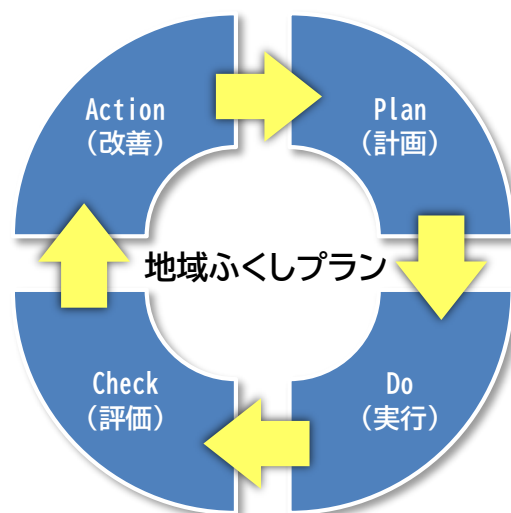 Action
(改善)
Plan
(計画)
地域ふくしプラン
Check
(評価)
Do
(実行)